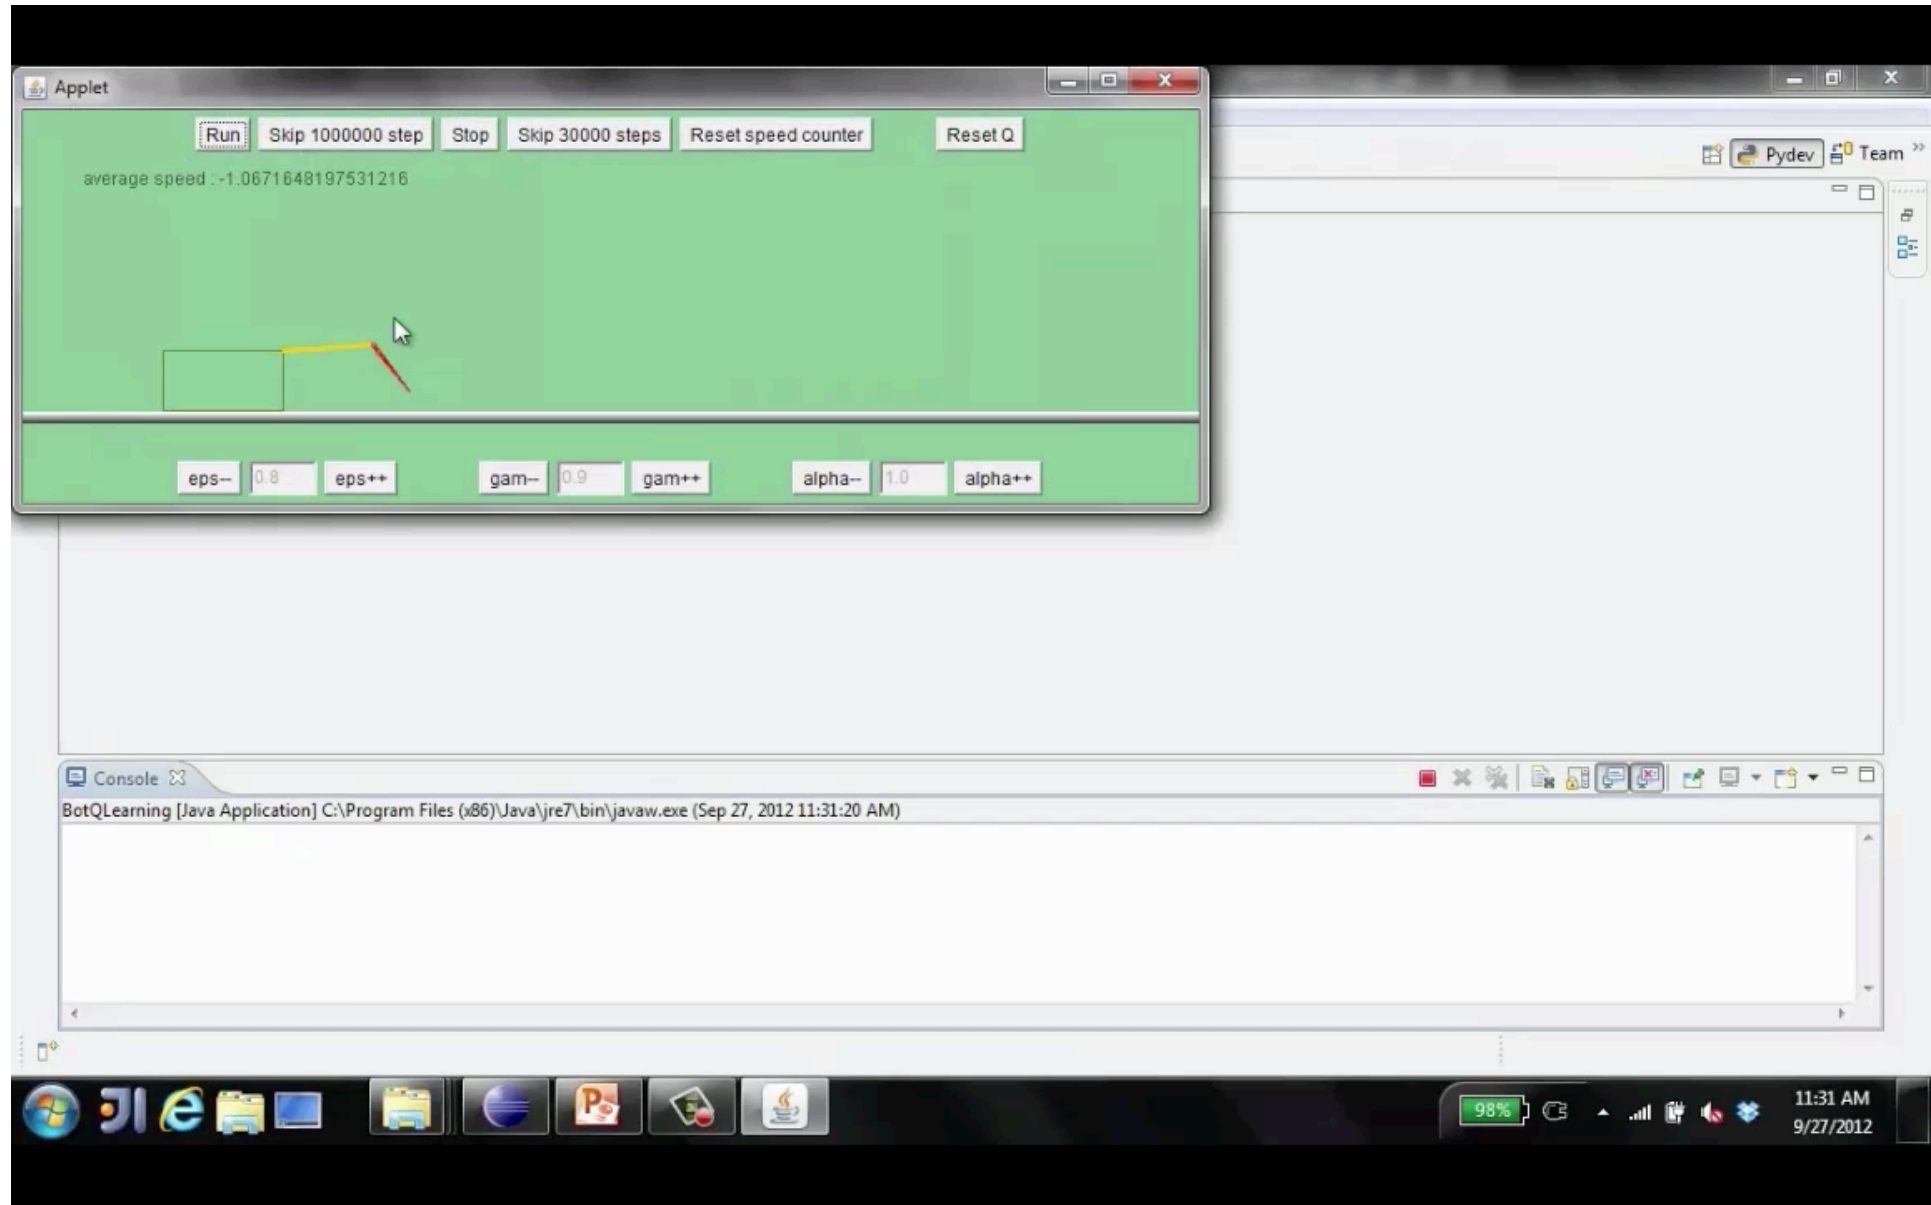 Applet
Run Skip 1000000 step Stop Skip 30000 steps Reset speed counter Reset Q
average speed : -1.0671648197531216
Pydev Team
eps-- 0.8 eps++ gam-- 0.9 gam++ alpha-- 1.0 alpha++
Console
BotQLearning [Java Application] C:\Program Files (x86)\Java\jre7\bin\javaw.exe (Sep 27, 2012 11:31:20 AM)
98%
11:31 AM
9/27/2012